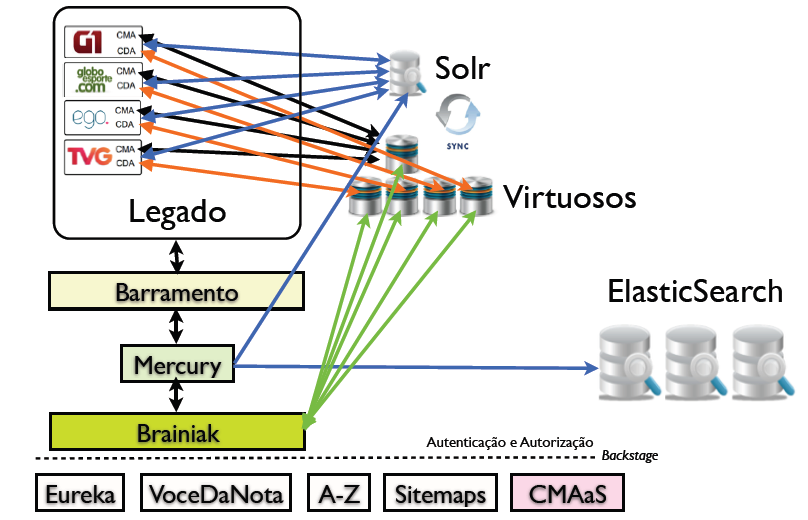 G1
CMA
CDA
globo
esporte
.com
CMA
CDA
ego.
CMA
CDA
TVG
CMA
CDA
Legado
Solr
SYNC
Virtuosos
Barramento
ElasticSearch
Mercury
Brainiak
Autenticação e Autorização
Backstage
Eureka
VoceDaNota
A-Z
Sitemaps
CMAaS